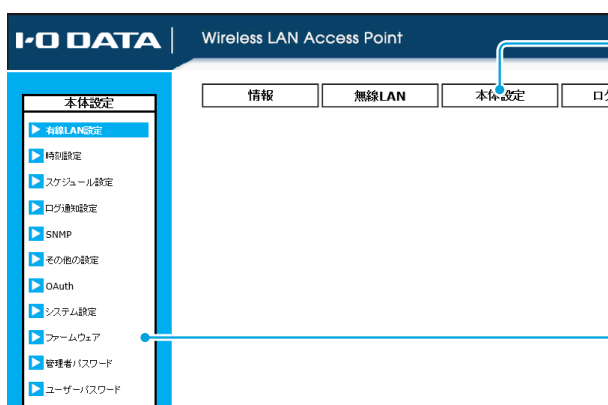 I-O DATA
Wireless LAN Access Point
情報
無線LAN
本体設定
ログ
本体設定
有線LAN設定
時刻設定
スケジュール設定
ログ通知設定
SNMP
その他の設定
OAuth
システム設定
ファームウェア
管理者パスワード
ユーザーパスワード